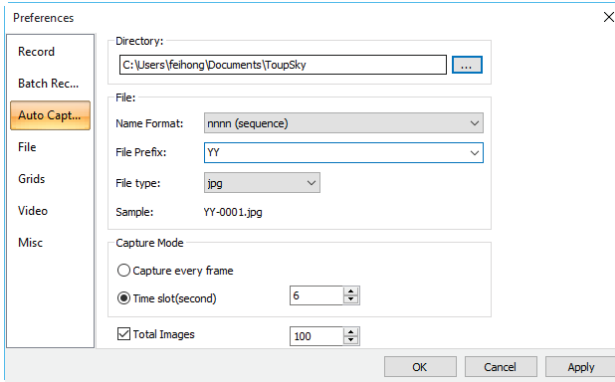 Preferences
Record
Batch Rec...
Auto Capt...
File
Grids
Video
Misc
Directory:
C:\Users\feihong\Documents\ToupSky
...
File:
Name Format: nnnn (sequence)
File Prefix: YY
File type: jpg
Sample: YY-0001.jpg
Capture Mode
Capture every frame
Time slot(second) 6
Total Images 100
OK Cancel Apply